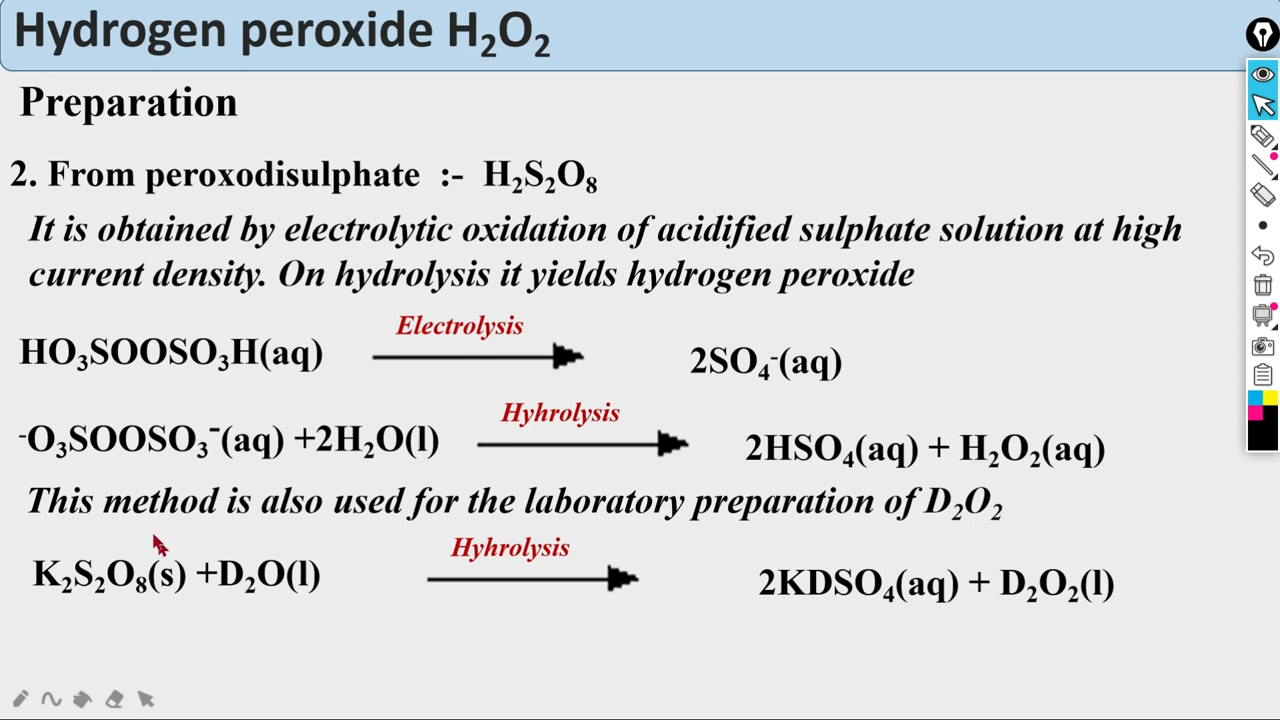 Hydrogen peroxide H₂O₂
Preparation
2. From peroxodisulphate :- H₂S₂O₈
It is obtained by electrolytic oxidation of acidified sulphate solution at high
current density. On hydrolysis it yields hydrogen peroxide
Electrolysis
HO₃SOOSO₃H(aq) 2SO₄⁻(aq)
Hyhrolysis
⁻O₃SOOSO₃⁻(aq) +2H₂O(l) 2HSO₄(aq) + H₂O₂(aq)
This method is also used for the laboratory preparation of D₂O₂
Hyhrolysis
K₂S₂O₈(s) +D₂O(l) 2KDSO₄(aq) + D₂O₂(l)